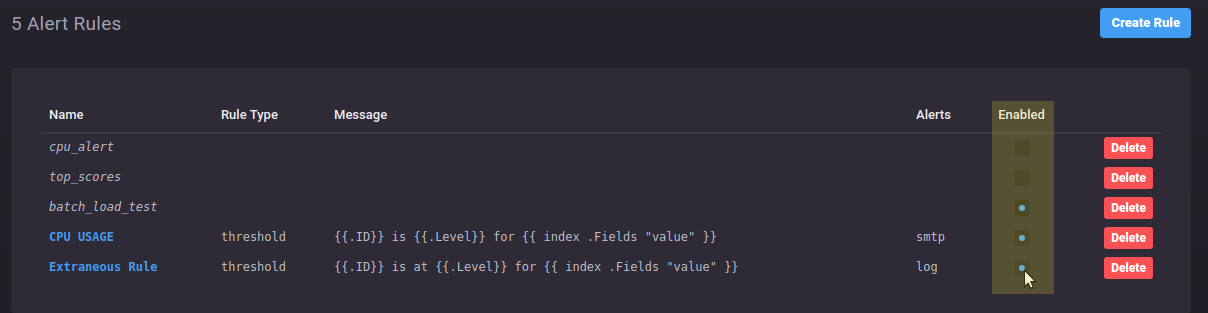 5 Alert Rules Create Rule
Name Rule Type Message Alerts Enabled
cpu_alert Delete
top_scores Delete
batch_load_test Delete
CPU USAGE threshold {{.ID}} is {{.Level}} for {{ index .Fields "value" }} smtp Delete
Extraneous Rule threshold {{.ID}} is at {{.Level}} for {{ index .Fields "value" }} log Delete